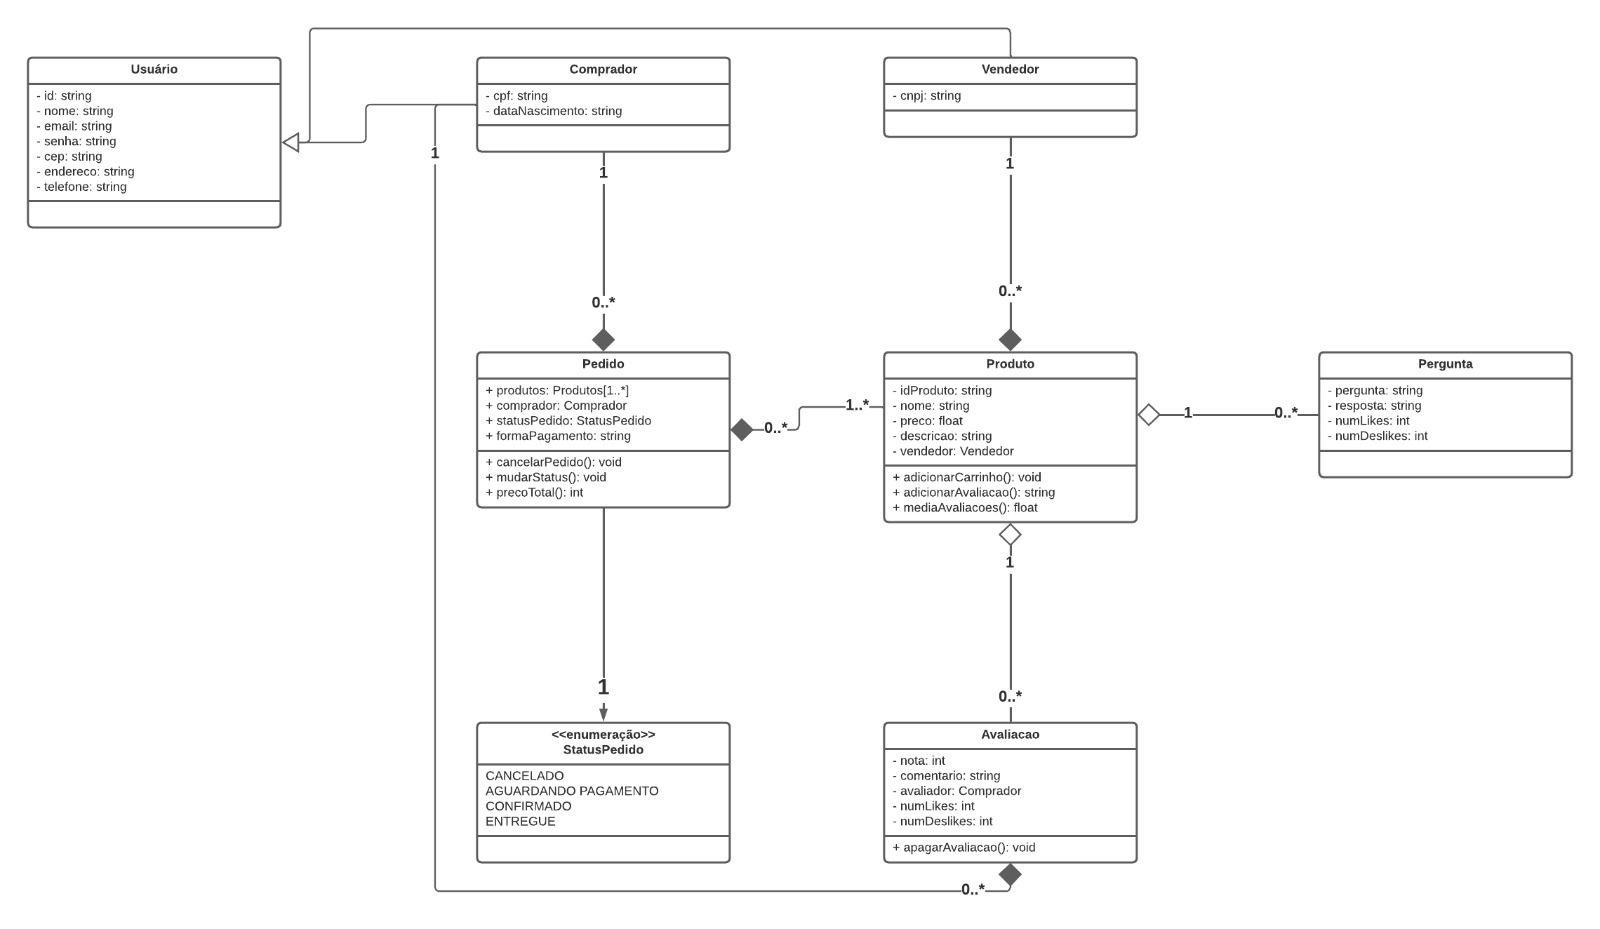 Usuário
- id: string
- nome: string
- email: string
- senha: string
- cep: string
- endereco: string
- telefone: string
Comprador
- cpf: string
- dataNascimento: string
Vendedor
- cnpj: string
1
1
1
0..*
0..*
Pedido
+ produtos: Produtos[1..*]
+ comprador: Comprador
+ statusPedido: StatusPedido
+ formaPagamento: string
+ cancelarPedido(): void
+ mudarStatus(): void
+ precoTotal(): int
0..*
1..*
Produto
- idProduto: string
- nome: string
- preco: float
- descricao: string
- vendedor: Vendedor
+ adicionarCarrinho(): void
+ adicionarAvaliacao(): string
+ mediaAvaliacoes(): float
1
0..*
Pergunta
- pergunta: string
- resposta: string
- numLikes: int
- numDeslikes: int
1
1
0..*
<<enumeração>>
StatusPedido
CANCELADO
AGUARDANDO PAGAMENTO
CONFIRMADO
ENTREGUE
Avaliacao
- nota: int
- comentario: string
- avaliador: Comprador
- numLikes: int
- numDeslikes: int
+ apagarAvaliacao(): void
0..*